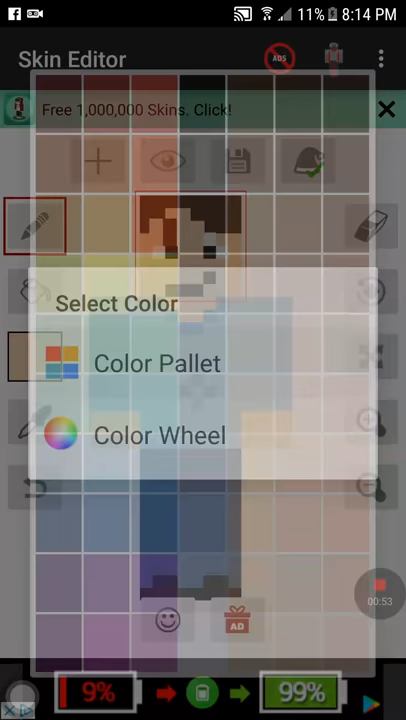 11% 8:14 PM
Skin Editor
ADS
Free 1,000,000 Skins. Click!
Select Color
Color Pallet
Color Wheel
00:53
AD
9%
99%